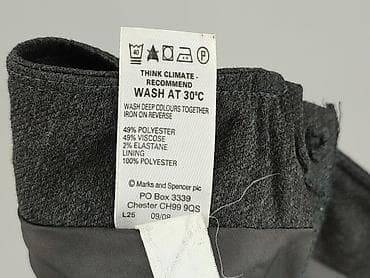 40 A P
THINK CLIMATE -
RECOMMEND
WASH AT 30°C
WASH DEEP COLOURS TOGETHER
IRON ON REVERSE
49% POLYESTER
49% VISCOSE
2% ELASTANE
LINING
100% POLYESTER
© Marks and Spencer plc
PO Box 3339
Chester CH99 9QS
L25 09/08